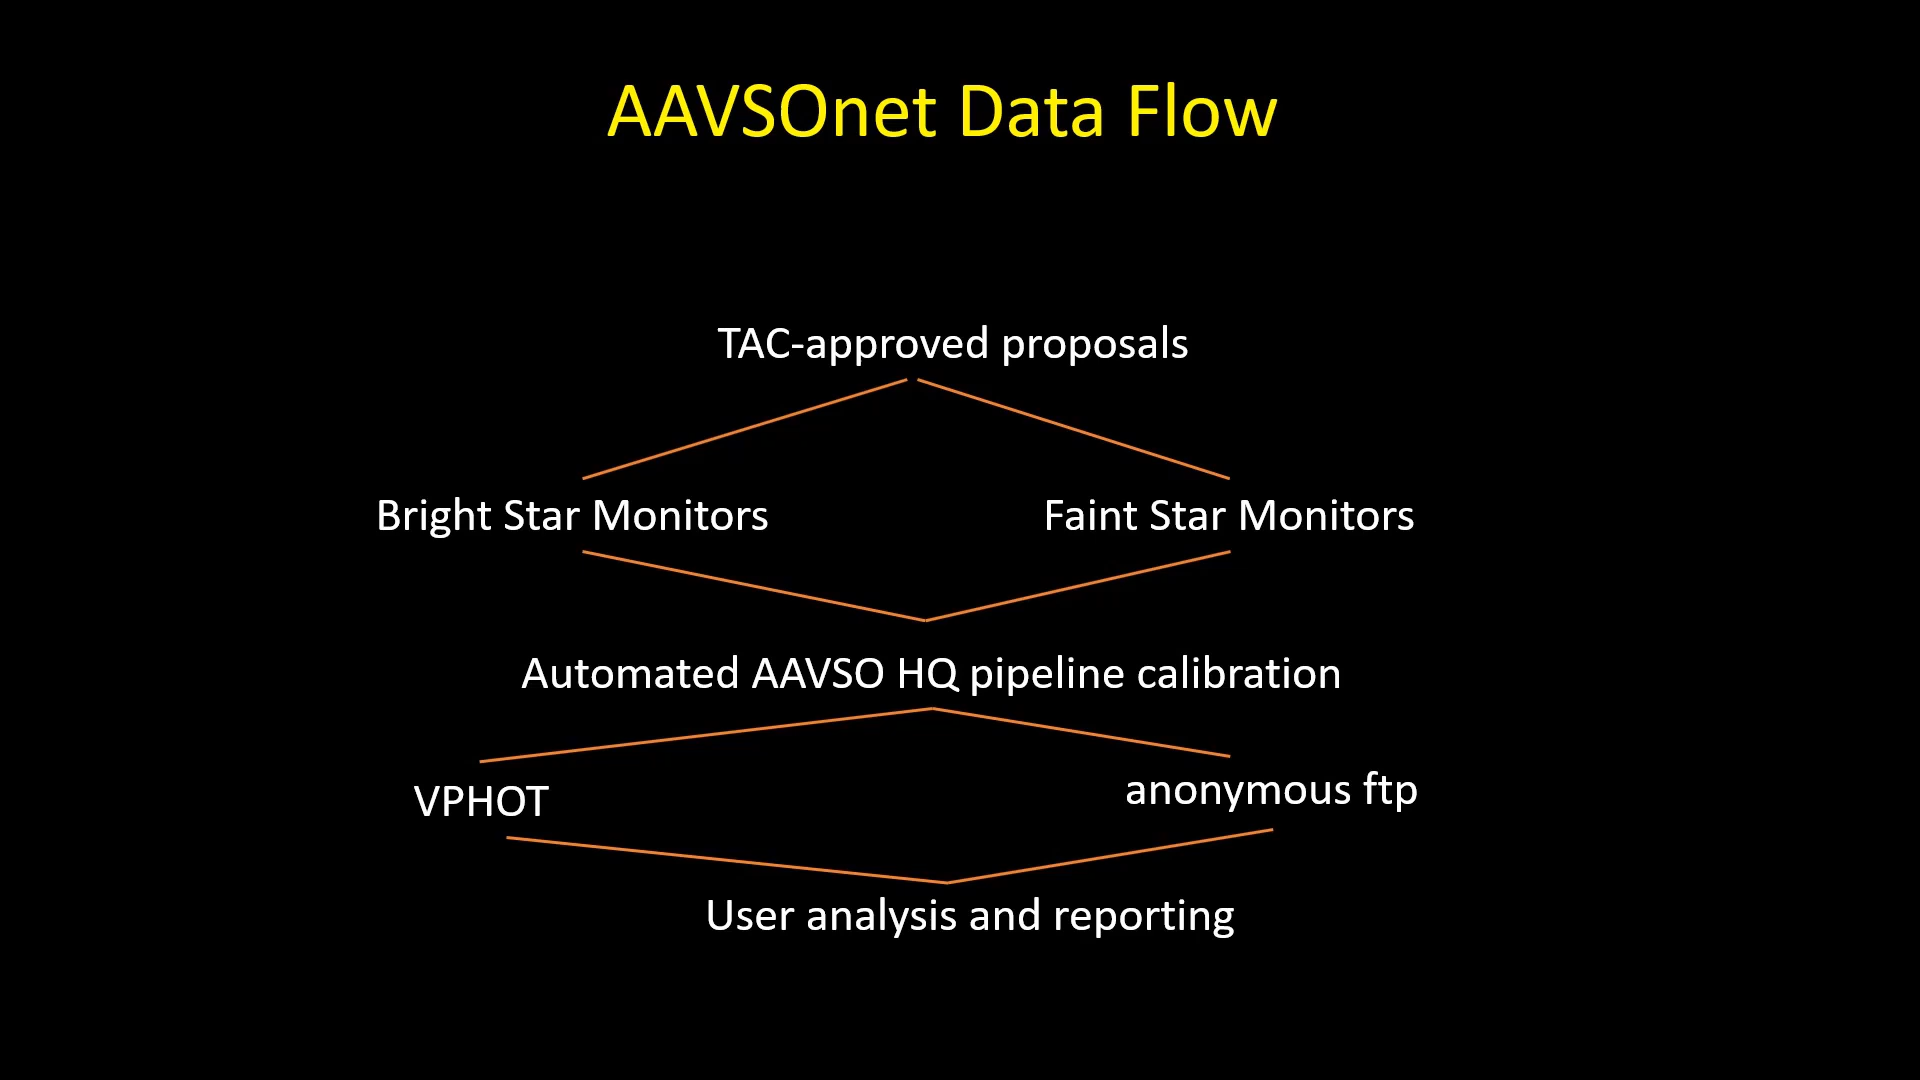 AAVSOnet Data Flow
TAC-approved proposals
Bright Star Monitors
Faint Star Monitors
Automated AAVSO HQ pipeline calibration
VPHOT
anonymous ftp
User analysis and reporting